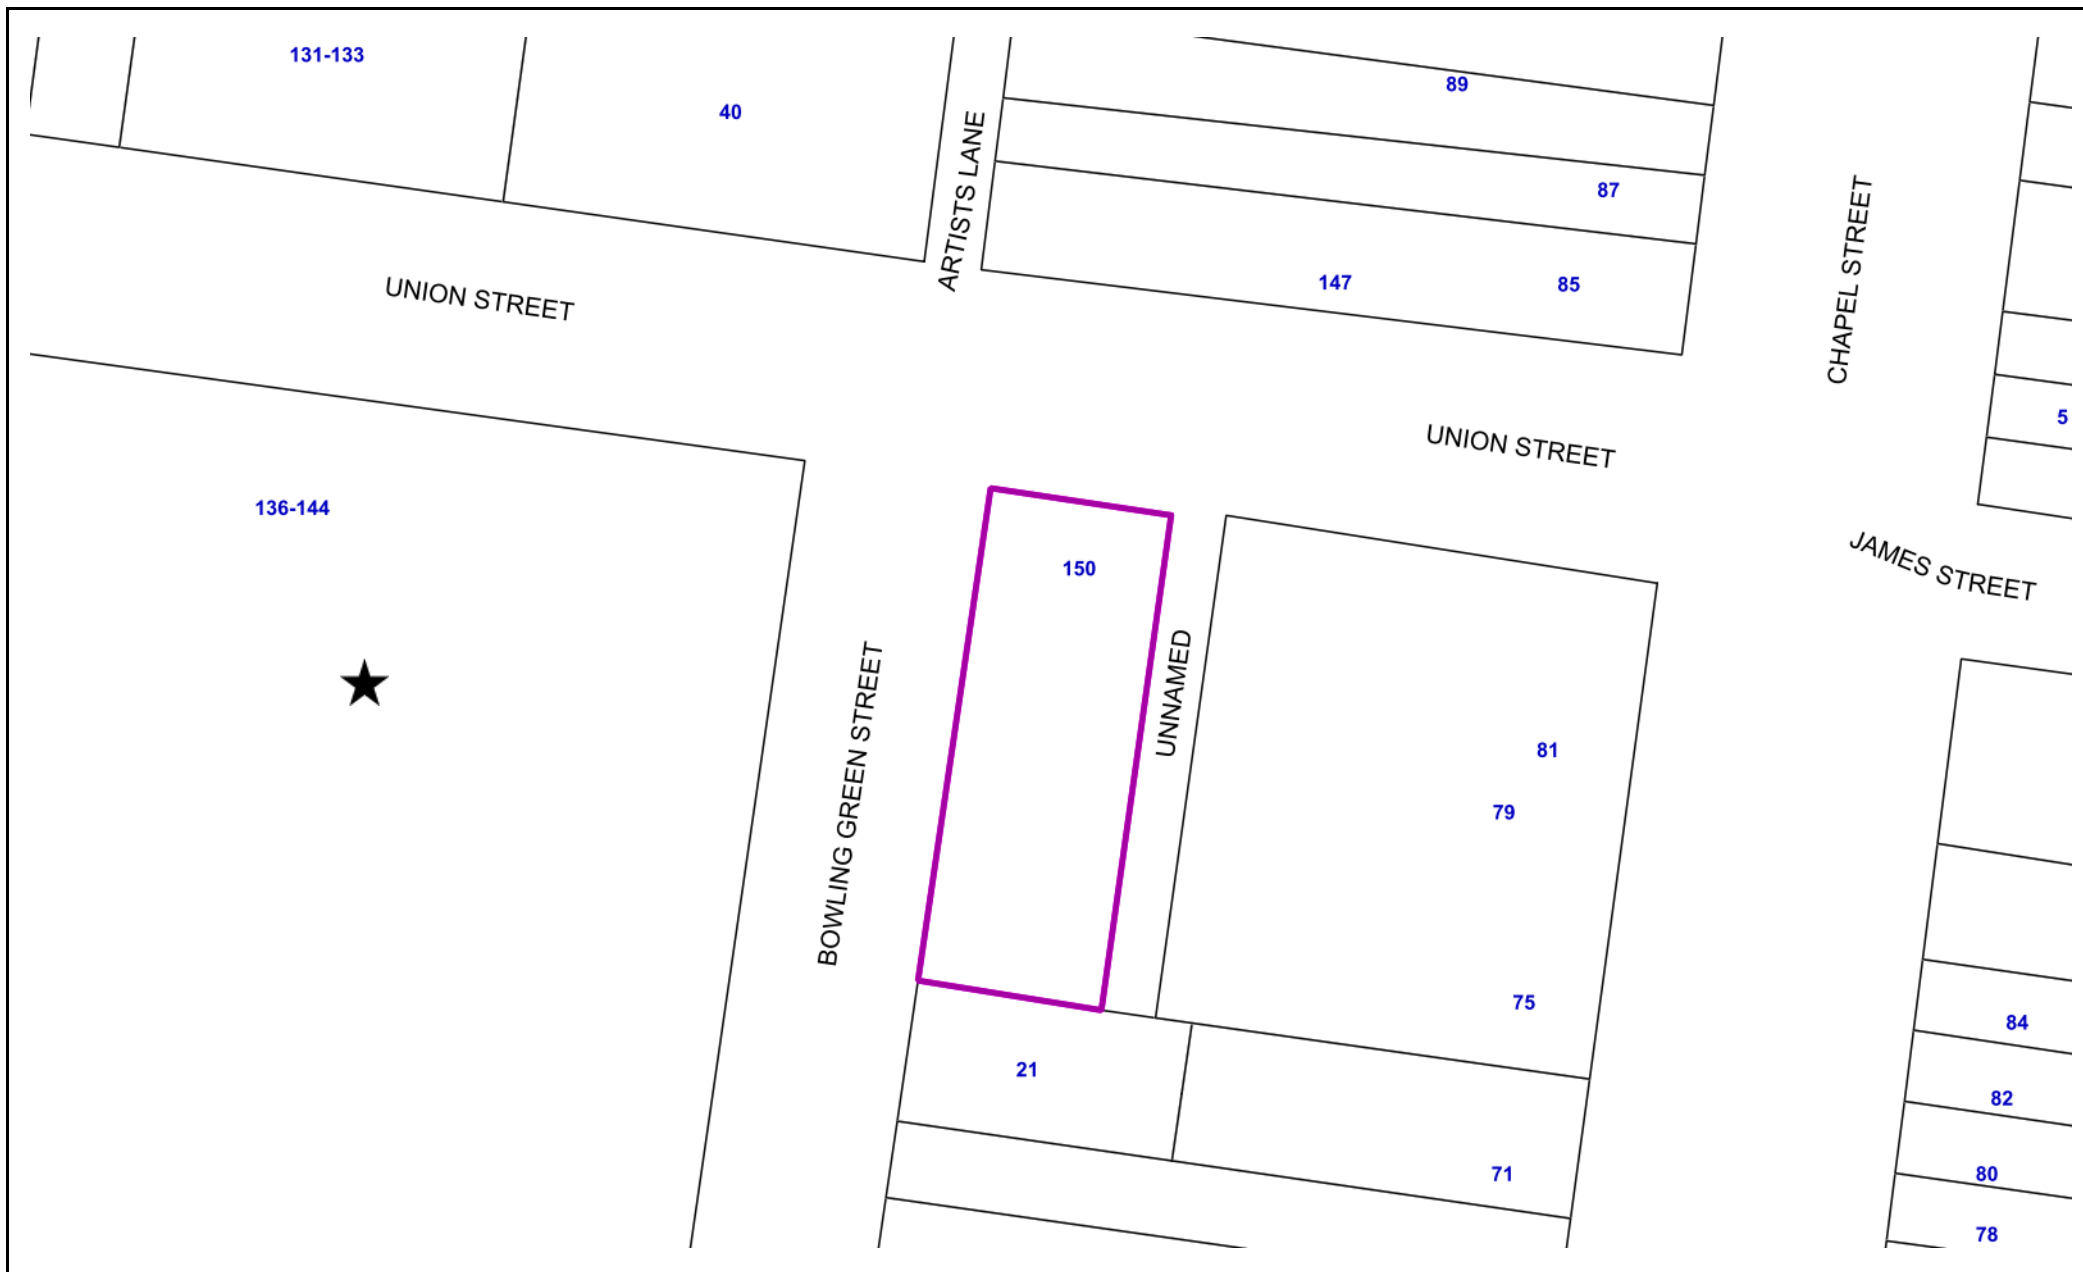 131-133
40
89
87
147
85
ARTISTS LANE
CHAPEL STREET
UNION STREET
5
UNION STREET
136-144
150
JAMES STREET
BOWLING GREEN STREET
UNNAMED
81
79
75
84
21
82
71
80
78